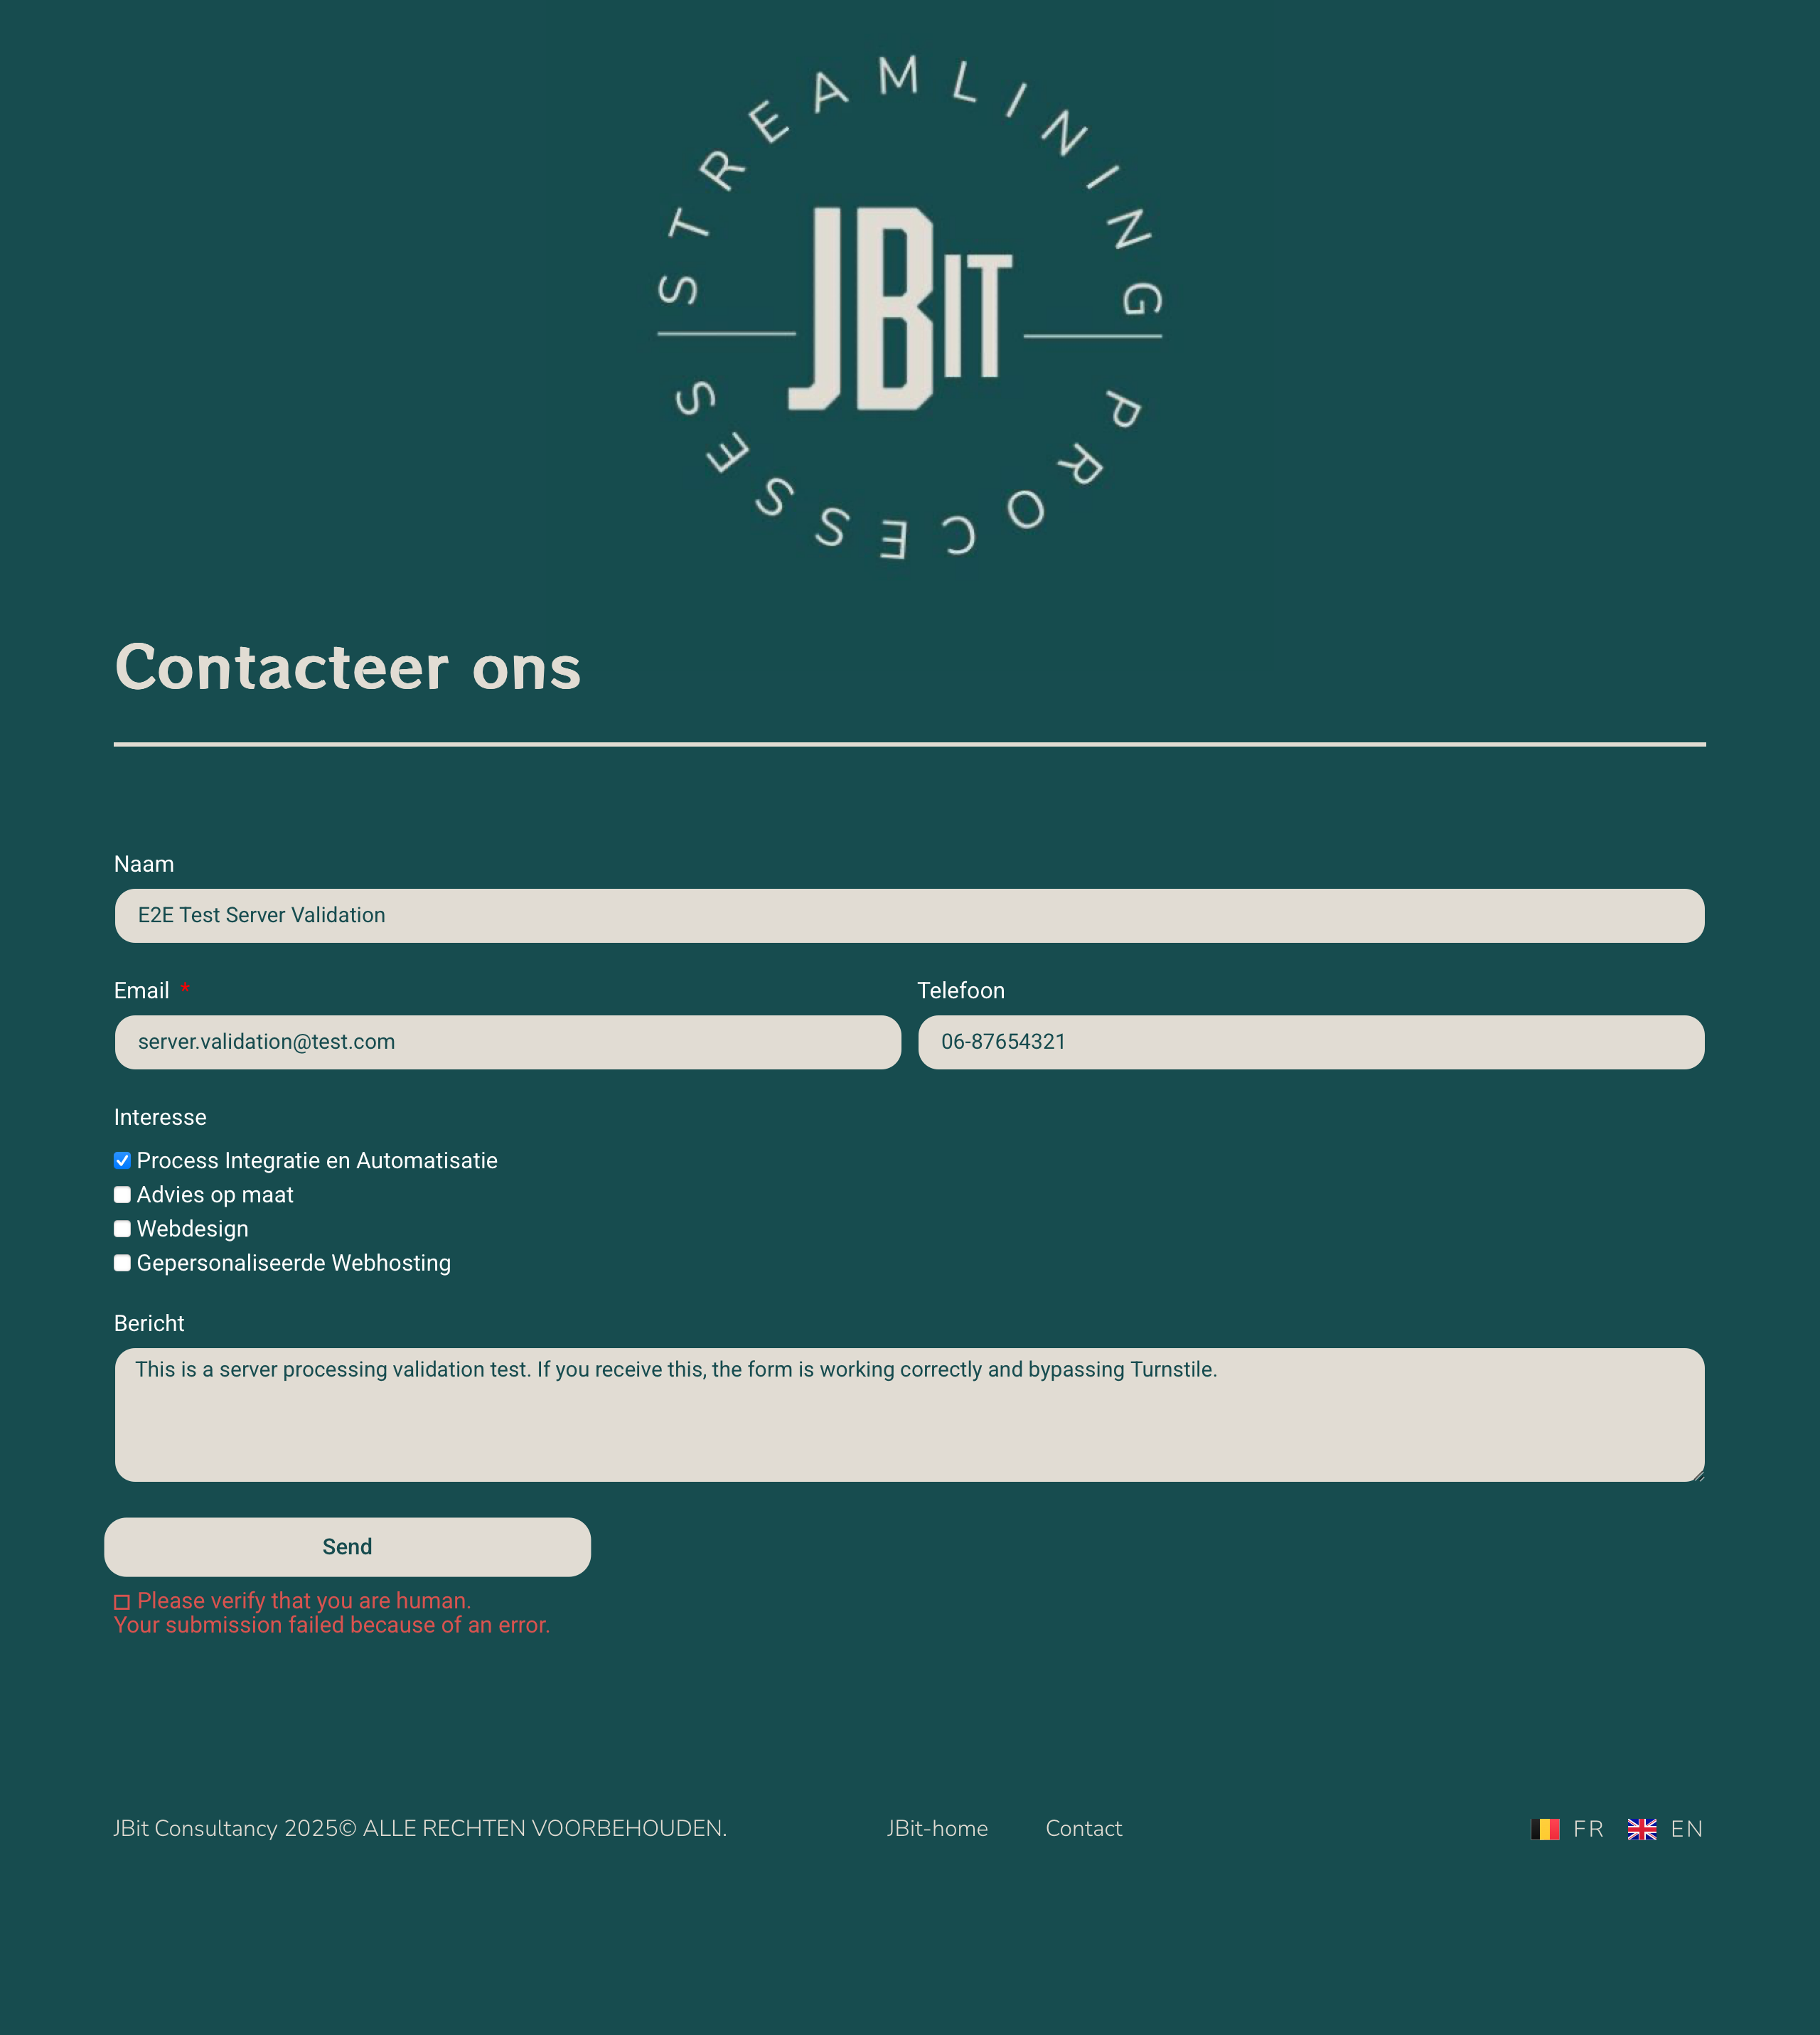 STREAMLINING
JBIT
PROCESSES
Contacteer ons
Naam
E2E Test Server Validation
Email *
Telefoon
server.validation@test.com
06-87654321
Interesse
Process Integratie en Automatisatie
Advies op maat
Webdesign
Gepersonaliseerde Webhosting
Bericht
This is a server processing validation test. If you receive this, the form is working correctly and bypassing Turnstile.
Send
Please verify that you are human.
Your submission failed because of an error.
JBit Consultancy 2025© ALLE RECHTEN VOORBEHOUDEN. JBit-home Contact FR EN